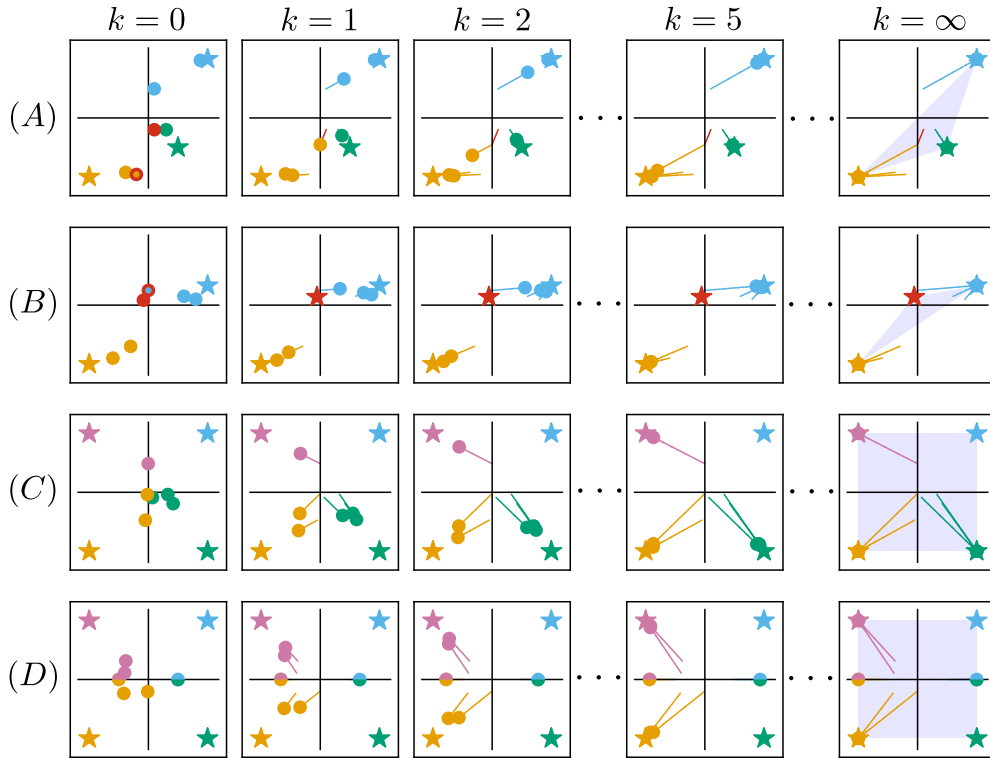 k = 0 k = 1 k = 2 k = 5 k = ∞
(A) · · · · · ·
(B) · · · · · ·
(C) · · · · · ·
(D) · · · · · ·